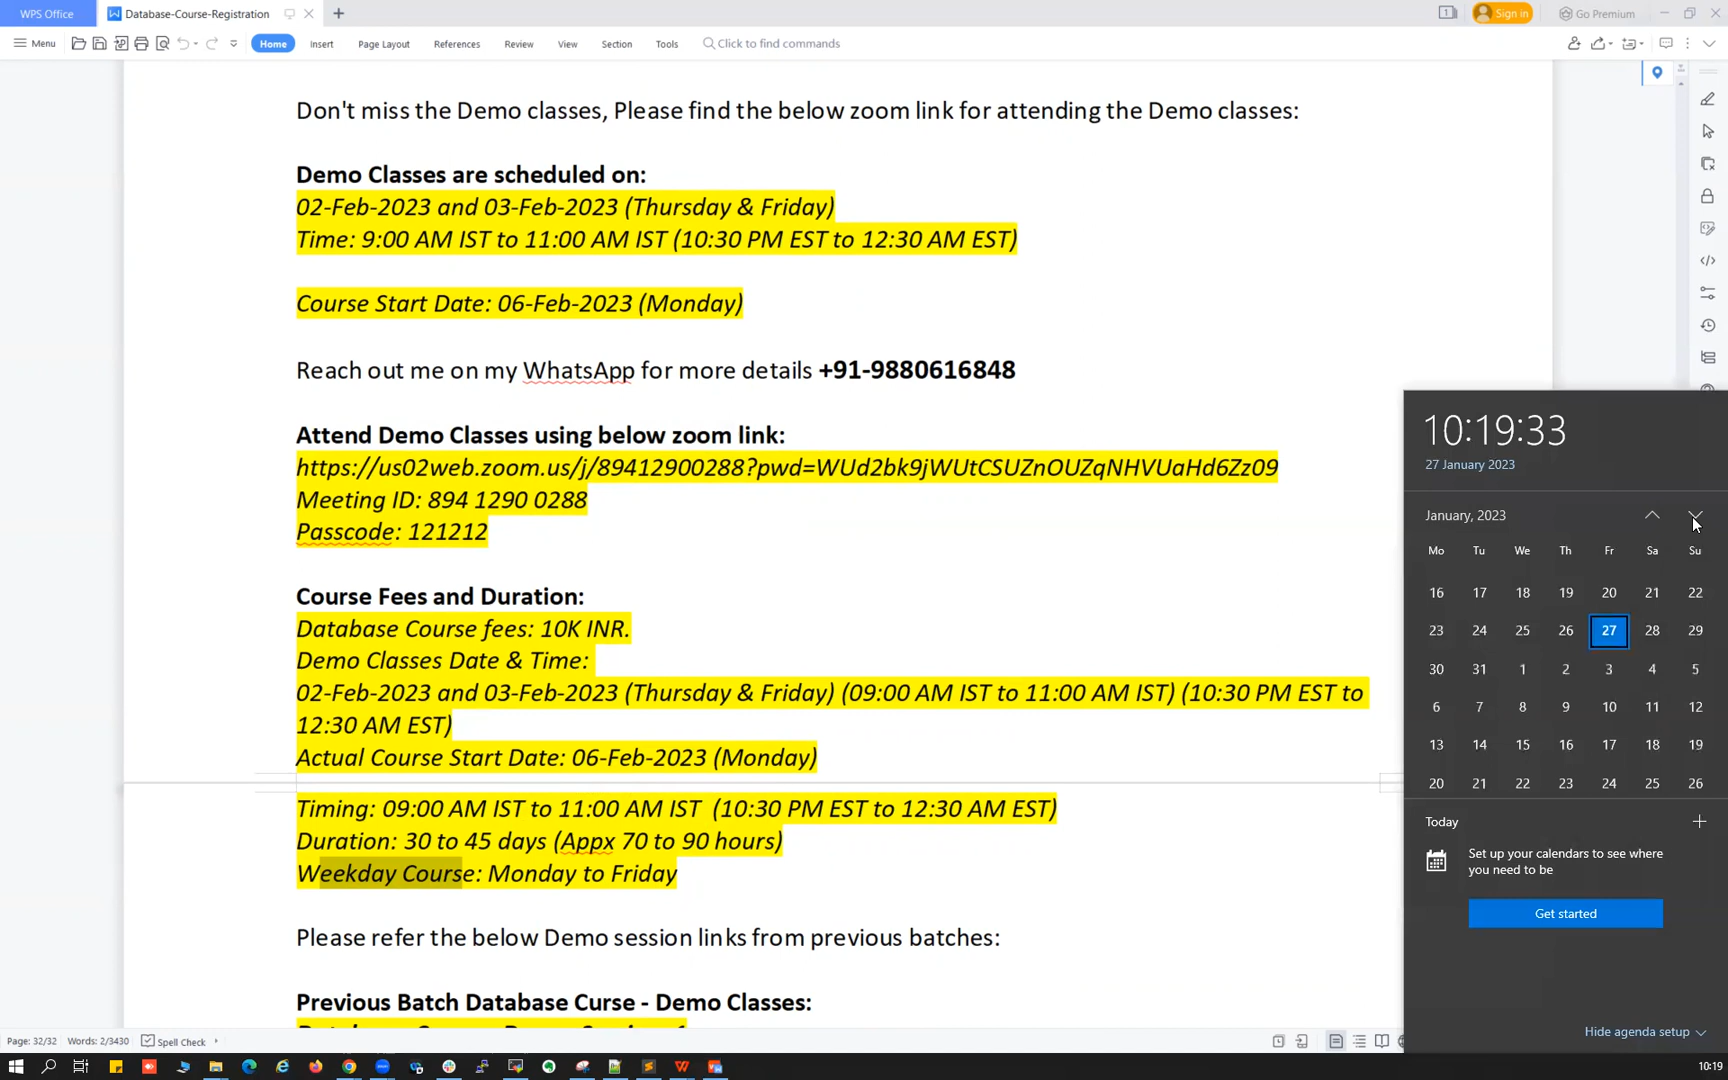 WPS Office
Database-Course-Registration
Sign in
Go Premium
Menu
Home
Insert
Page Layout
References
Review
View
Section
Tools
Click to find commands
Don't miss the Demo classes, Please find the below zoom link for attending the Demo classes:
Demo Classes are scheduled on:
02-Feb-2023 and 03-Feb-2023 (Thursday & Friday)
Time: 9:00 AM IST to 11:00 AM IST (10:30 PM EST to 12:30 AM EST)
Course Start Date: 06-Feb-2023 (Monday)
Reach out me on my WhatsApp for more details +91-9880616848
Attend Demo Classes using below zoom link:
https://us02web.zoom.us/j/89412900288?pwd=WUd2bk9jWUtCSUZnOUZqNHVUaHd6Zz09
Meeting ID: 894 1290 0288
Passcode: 121212
Course Fees and Duration:
Database Course fees: 10K INR.
Demo Classes Date & Time:
02-Feb-2023 and 03-Feb-2023 (Thursday & Friday) (09:00 AM IST to 11:00 AM IST) (10:30 PM EST to
12:30 AM EST)
Actual Course Start Date: 06-Feb-2023 (Monday)
Timing: 09:00 AM IST to 11:00 AM IST (10:30 PM EST to 12:30 AM EST)
Duration: 30 to 45 days (Appx 70 to 90 hours)
Weekday Course: Monday to Friday
Please refer the below Demo session links from previous batches:
Previous Batch Database Curse - Demo Classes:
10:19:33
27 January 2023
January, 2023
Mo Tu We Th Fr Sa Su
16 17 18 19 20 21 22
23 24 25 26 27 28 29
30 31 1 2 3 4 5
6 7 8 9 10 11 12
13 14 15 16 17 18 19
20 21 22 23 24 25 26
Today
Set up your calendars to see where
you need to be
Get started
Hide agenda setup
Page: 32/32
Words: 2/3430
Spell Check
10:19